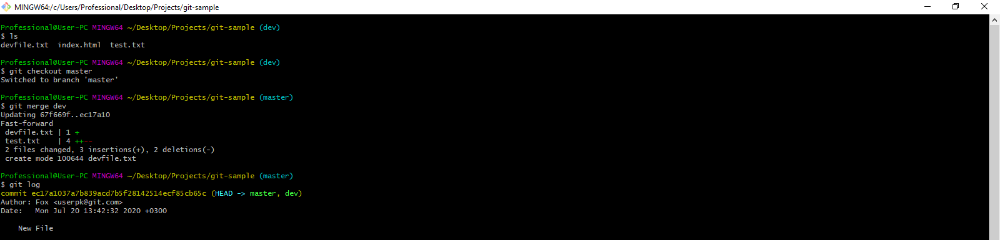 MINGW64:/c/Users/Professional/Desktop/Projects/git-sample
Professional@User-PC MINGW64 ~/Desktop/Projects/git-sample (dev)
$ ls
devfile.txt  index.html  test.txt
Professional@User-PC MINGW64 ~/Desktop/Projects/git-sample (dev)
$ git checkout master
Switched to branch 'master'
Professional@User-PC MINGW64 ~/Desktop/Projects/git-sample (master)
$ git merge dev
Updating 67f669f..ec17a10
Fast-forward
 devfile.txt | 1 +
 test.txt    | 4 ++--
 2 files changed, 3 insertions(+), 2 deletions(-)
 create mode 100644 devfile.txt
Professional@User-PC MINGW64 ~/Desktop/Projects/git-sample (master)
$ git log
commit ec17a1037a7b839acd7b5f28142514ecf85cb65c (HEAD -> master, dev)
Author: Fox <userpk@git.com>
Date:   Mon Jul 20 13:42:32 2020 +0300
    New File